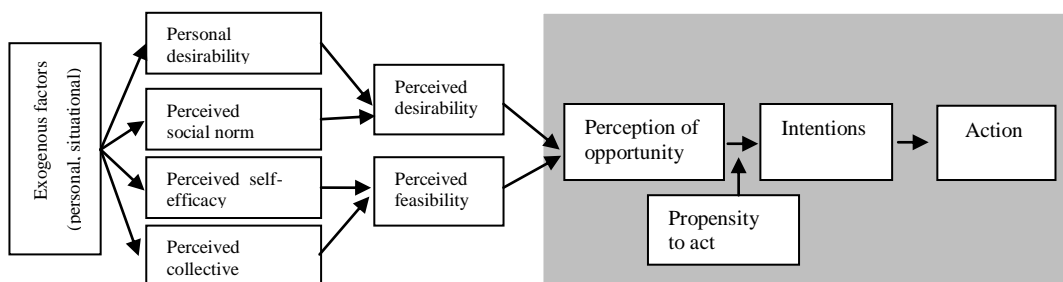 Exogenous factors
(personal, situational)
Personal
desirability
Perceived
social norm
Perceived self-
efficacy
Perceived
collective
Perceived
desirability
Perceived
feasibility
Perception of
opportunity
Propensity
to act
Intentions
Action